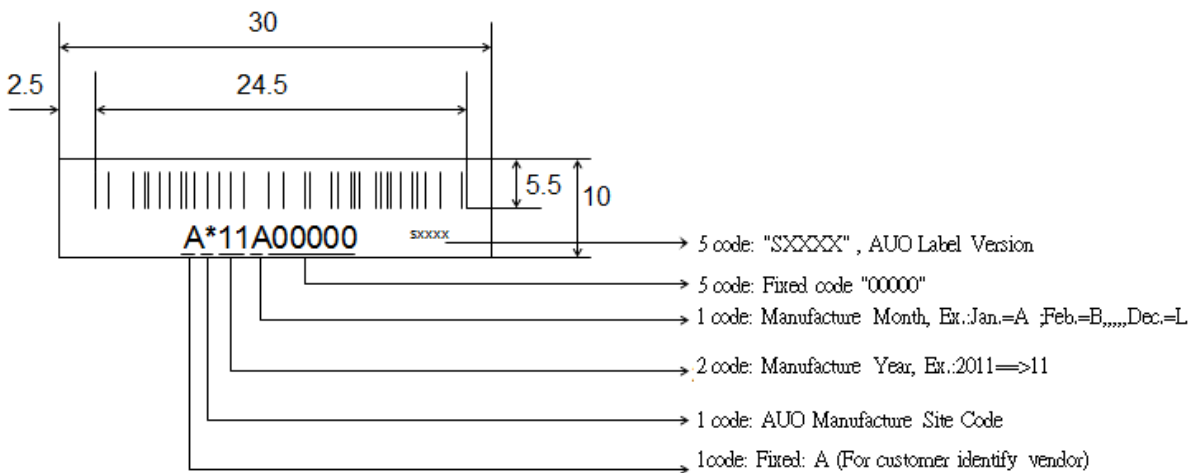 30
2.5
24.5
5.5
10
A*11A00000
SXXXX
5 code: "SXXXX" , AUO Label Version
5 code: Fixed code "00000"
1 code: Manufacture Month, Ex.:Jan.=A ;Feb.=B,,,,,Dec.=L
2 code: Manufacture Year, Ex.:2011==>11
1 code: AUO Manufacture Site Code
1code: Fixed: A (For customer identify vendor)